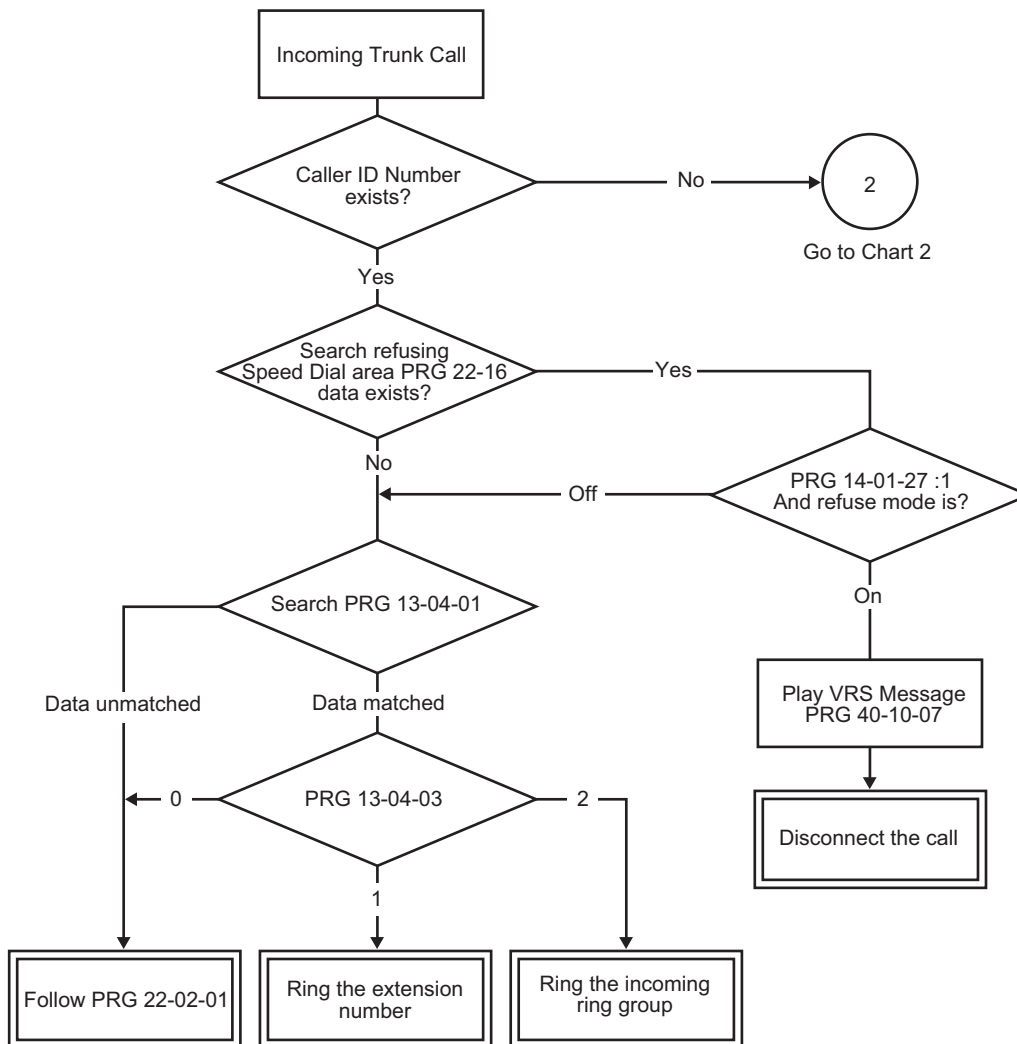 Incoming Trunk Call
Caller ID Number
exists?
No
2
Go to Chart 2
Yes
Search refusing
Speed Dial area PRG 22-16
data exists?
Yes
No
PRG 14-01-27 :1
And refuse mode is?
Off
On
Search PRG 13-04-01
Play VRS Message
PRG 40-10-07
Data unmatched
Data matched
0
PRG 13-04-03
2
Disconnect the call
1
Follow PRG 22-02-01
Ring the extension
number
Ring the incoming
ring group